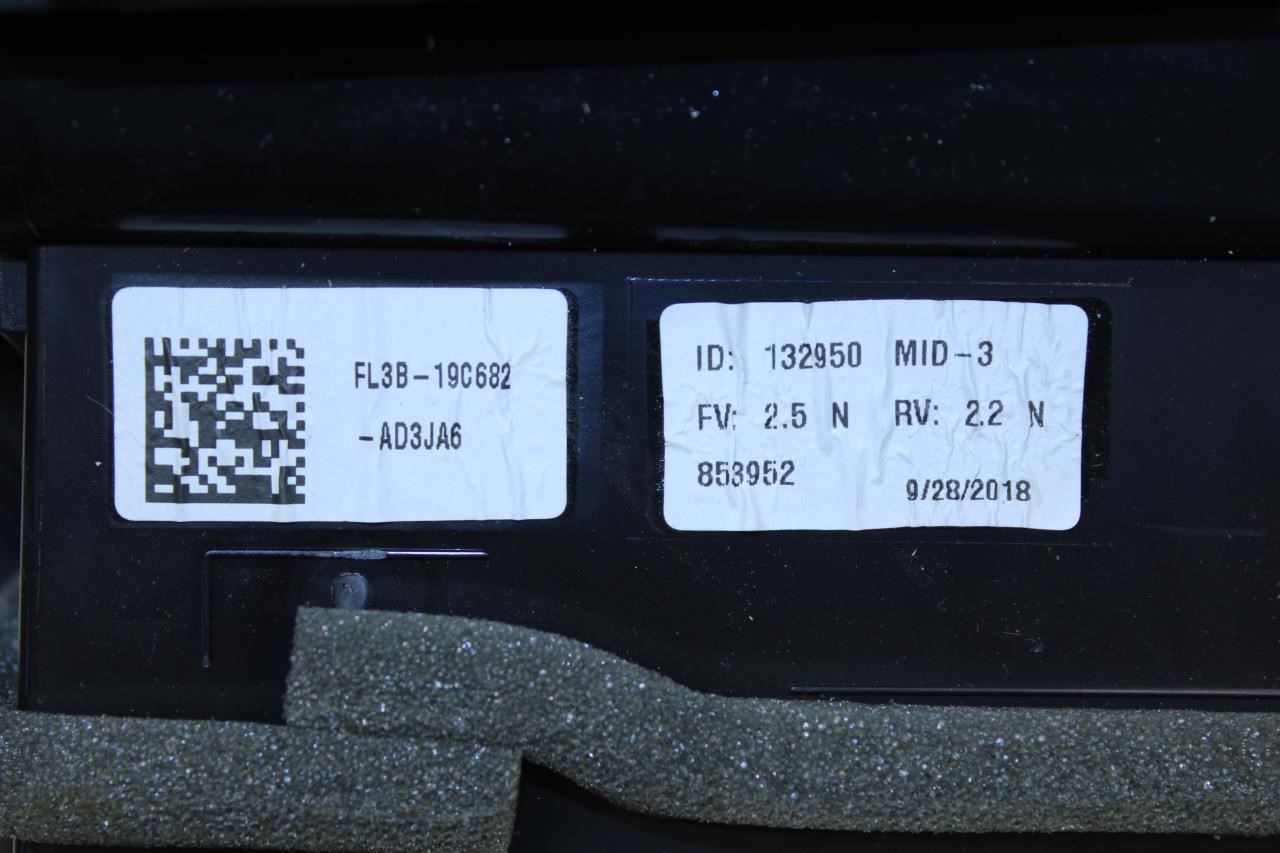 FL3B-19C682
-AD3JA6
ID: 132950 MID-3
FV: 2.5 N RV: 2.2 N
853952
9/28/2018